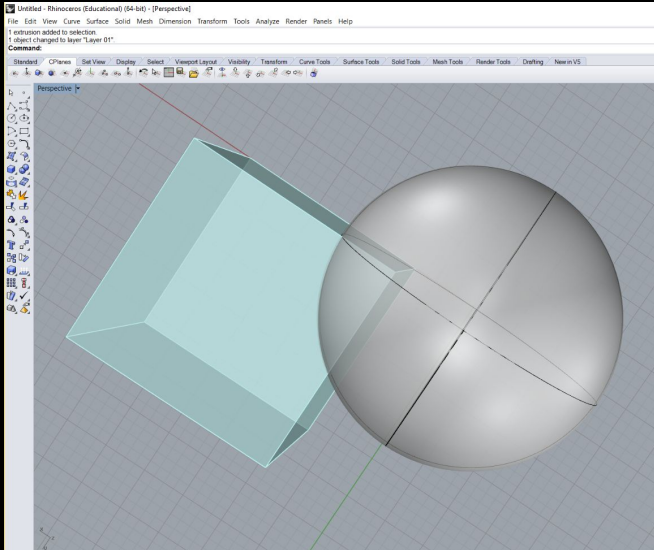 Untitled - Rhinoceros (Educational) (64-bit) - [Perspective]
File Edit View Curve Surface Solid Mesh Dimension Transform Tools Analyze Render Panels Help
1 extrusion added to selection.
1 object changed to layer "Layer 01".
Command:
Standard CPlanes Set View Display Select Viewport Layout Visibility Transform Curve Tools Surface Tools Solid Tools Mesh Tools Render Tools Drafting New in V5
Perspective